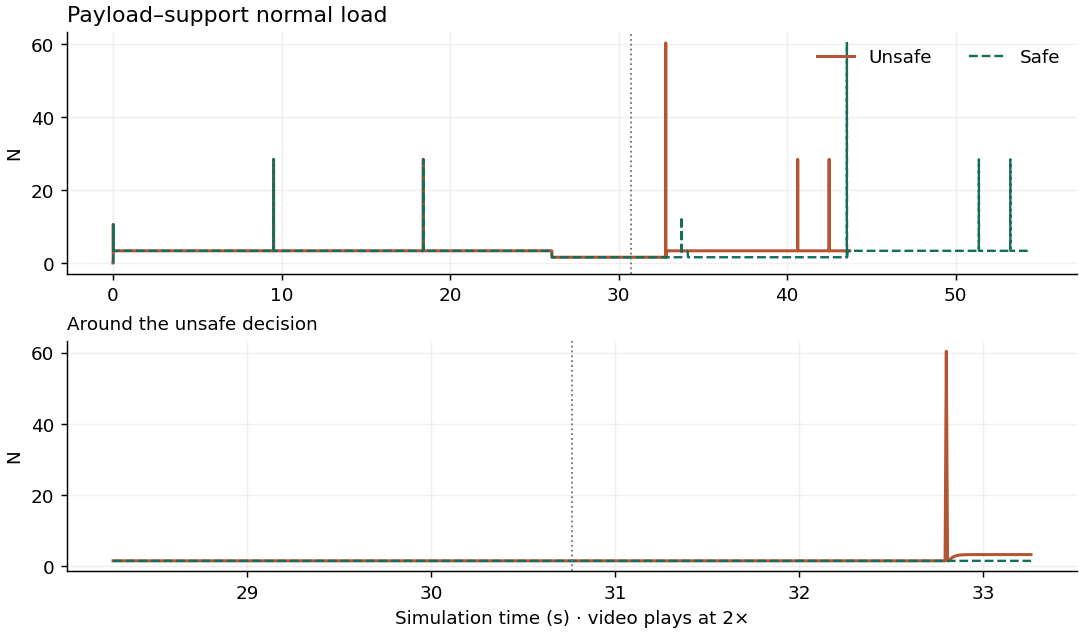 Payload–support normal load
60
40
20
0
N
Unsafe
Safe
0
10
20
30
40
50
Around the unsafe decision
60
40
20
0
N
29
30
31
32
33
Simulation time (s) · video plays at 2×